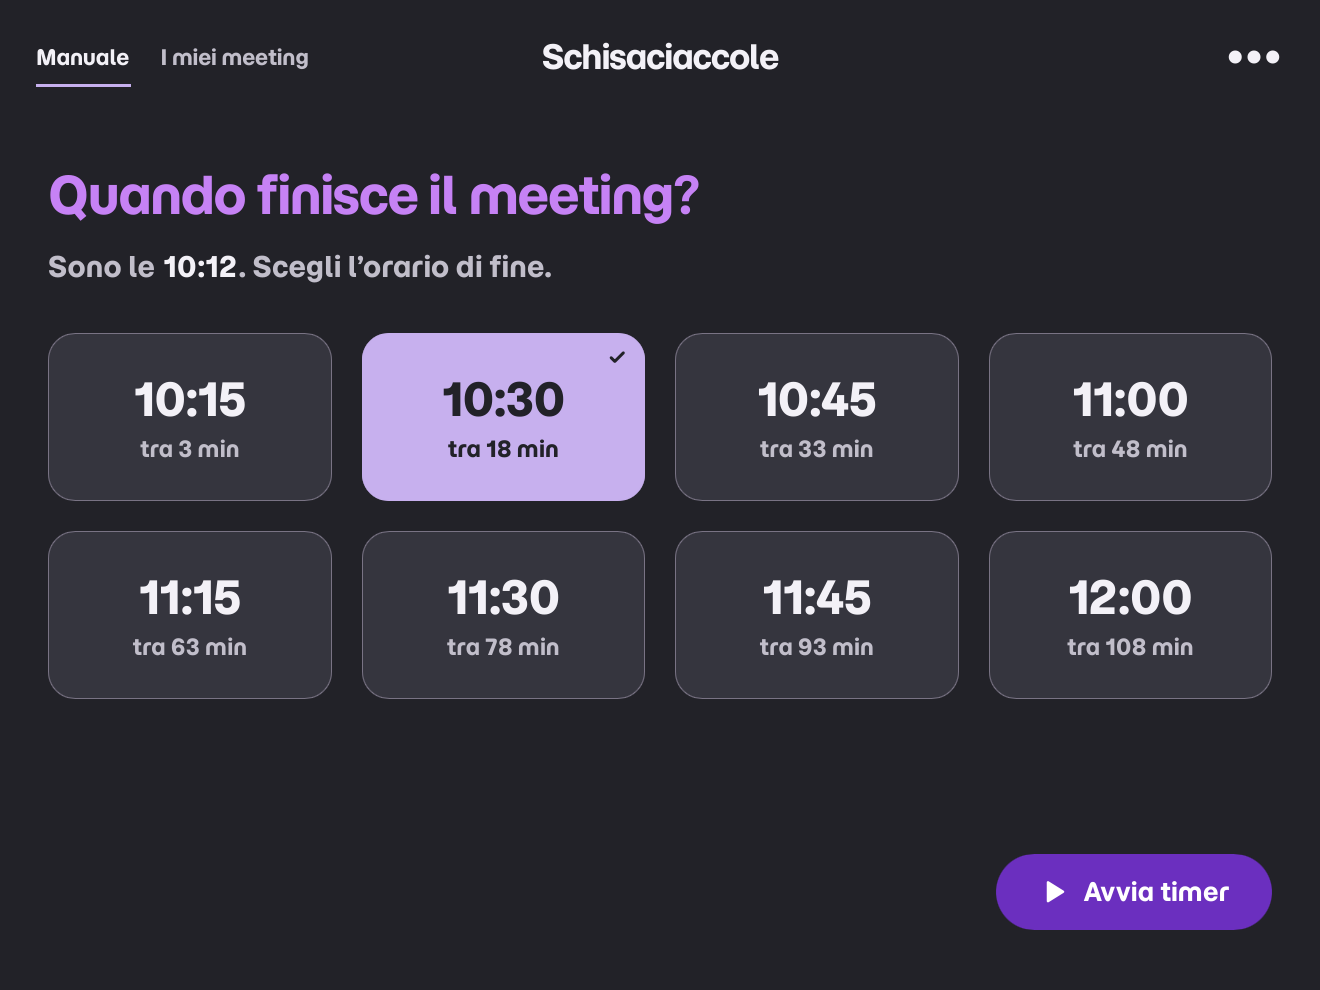 Manuale
I miei meeting
Schisaciaccole
Quando finisce il meeting?
Sono le 10:12. Scegli l’orario di fine.
10:15
tra 3 min
10:30
tra 18 min
10:45
tra 33 min
11:00
tra 48 min
11:15
tra 63 min
11:30
tra 78 min
11:45
tra 93 min
12:00
tra 108 min
Avvia timer